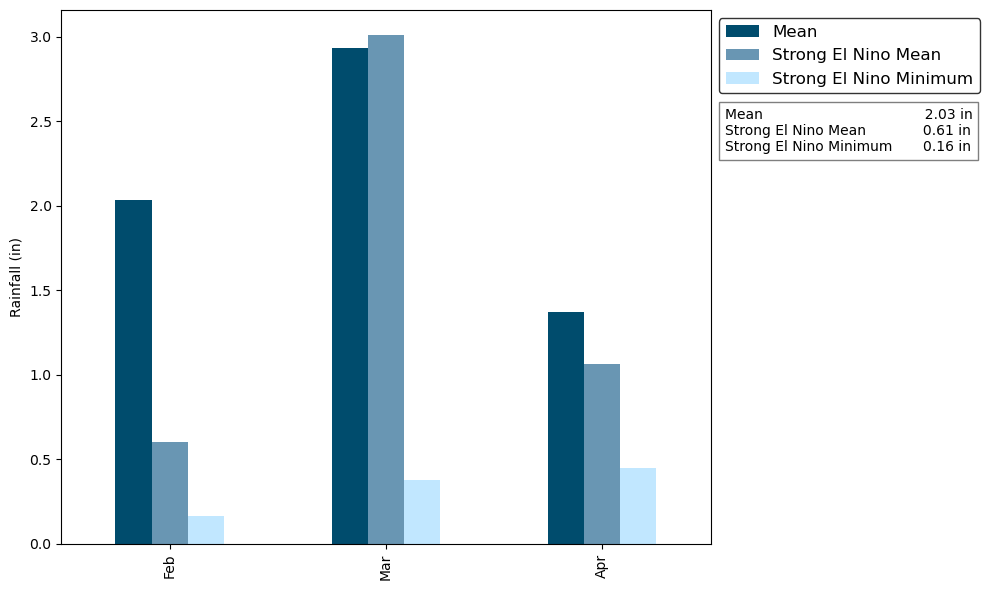 Mean
Strong El Nino Mean
Strong El Nino Minimum
Mean 2.03 in
Strong El Nino Mean 0.61 in
Strong El Nino Minimum 0.16 in
Rainfall (in)
3.0
2.5
2.0
1.5
1.0
0.5
0.0
Feb
Mar
Apr